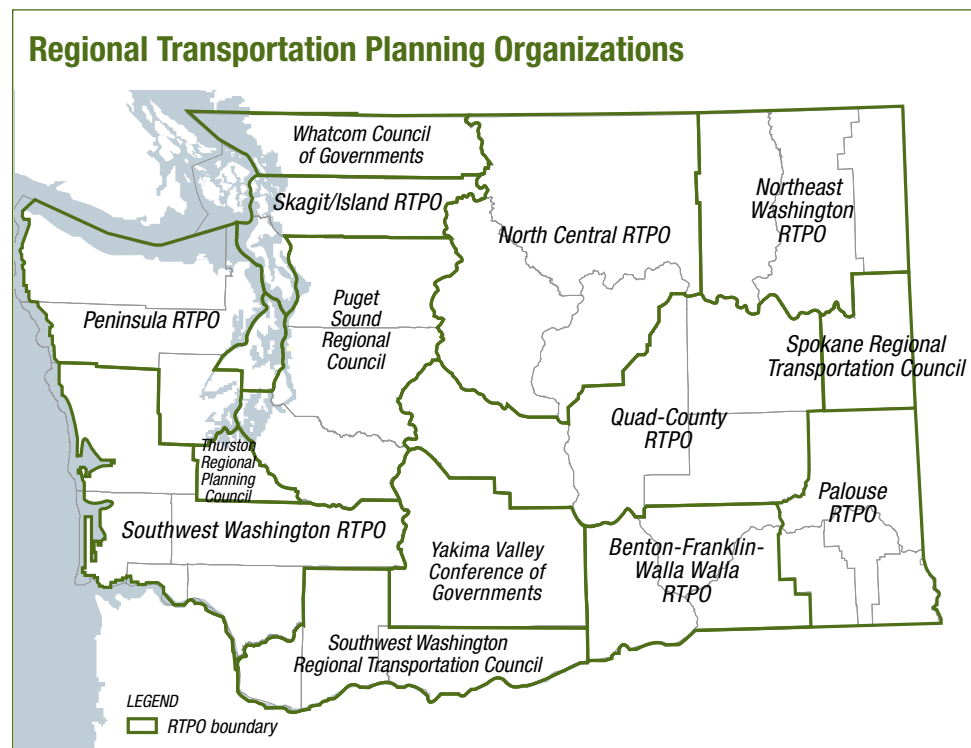 Regional Transportation Planning Organizations
Whatcom Council
of Governments
Skagit/Island RTPO
North Central RTPO
Northeast
Washington
RTPO
Puget
Sound
Regional
Council
Peninsula RTPO
Spokane Regional
Transportation Council
Quad-County
RTPO
Thurston
Regional
Planning
Council
Palouse
RTPO
Southwest Washington RTPO
Yakima Valley
Conference of
Governments
Benton-Franklin-
Walla Walla
RTPO
Southwest Washington
Regional Transportation Council
LEGEND
RTPO boundary